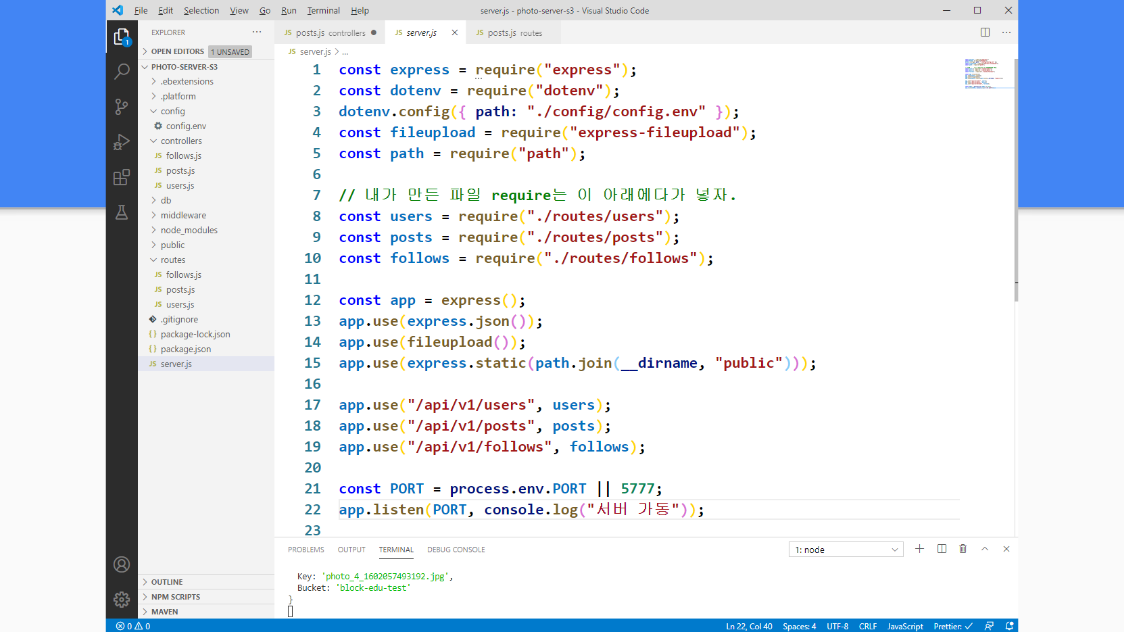 File Edit Selection View Go Run Terminal Help
server.js - photo-server-s3 - Visual Studio Code
EXPLORER
OPEN EDITORS 1 UNSAVED
PHOTO-SERVER-S3
.ebextensions
.platform
config
config.env
controllers
JS follows.js
JS posts.js
JS users.js
db
middleware
node_modules
public
routes
JS follows.js
JS posts.js
JS users.js
.gitignore
{} package-lock.json
{} package.json
JS server.js
OUTLINE
NPM SCRIPTS
MAVEN
JS posts.js controllers
JS server.js
JS posts.js routes
JS server.js > ...
1 const express = require("express");
2 const dotenv = require("dotenv");
3 dotenv.config({ path: "./config/config.env" });
4 const fileupload = require("express-fileupload");
5 const path = require("path");
6
7 // 내가 만든 파일 require는 이 아래에다가 넣자.
8 const users = require("./routes/users");
9 const posts = require("./routes/posts");
10 const follows = require("./routes/follows");
11
12 const app = express();
13 app.use(express.json());
14 app.use(fileupload());
15 app.use(express.static(path.join(__dirname, "public")));
16
17 app.use("/api/v1/users", users);
18 app.use("/api/v1/posts", posts);
19 app.use("/api/v1/follows", follows);
20
21 const PORT = process.env.PORT || 5777;
22 app.listen(PORT, console.log("서버 가동"));
23
PROBLEMS OUTPUT TERMINAL DEBUG CONSOLE
1: node
Key: 'photo_4_1602057493192.jpg',
Bucket: 'block-edu-test'
}
0 0
Ln 22, Col 40 Spaces: 4 UTF-8 CRLF JavaScript Prettier: ✓